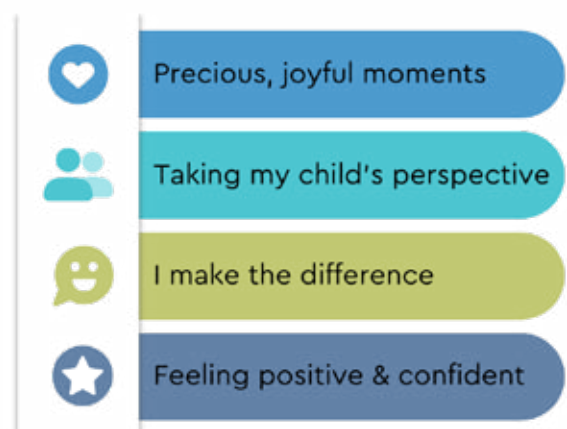 Precious, joyful moments
Taking my child's perspective
I make the difference
Feeling positive & confident